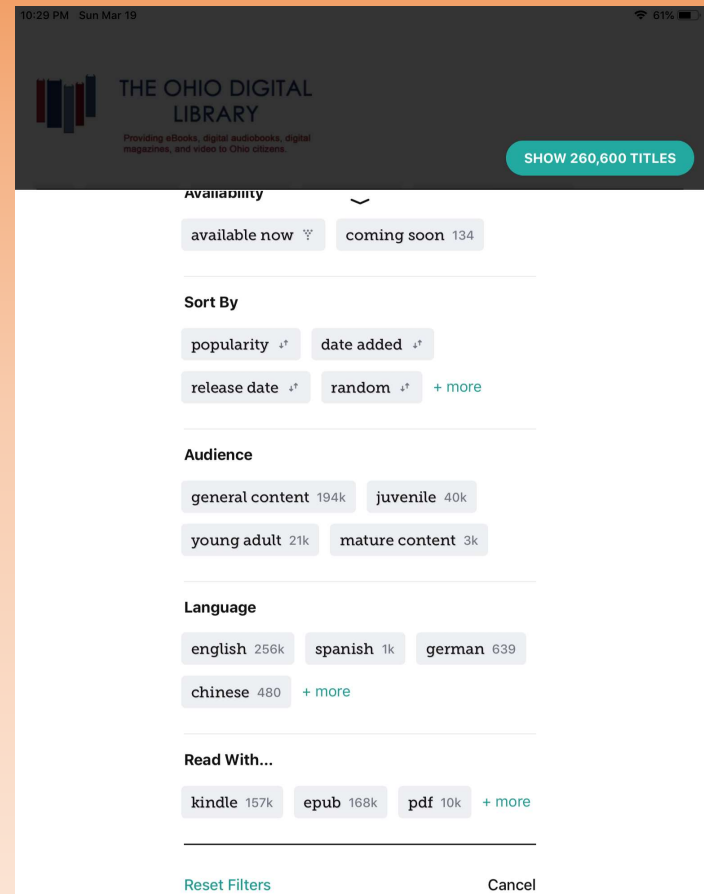 10:29 PM Sun Mar 19 61%
THE OHIO DIGITAL
LIBRARY
Providing eBooks, digital audiobooks, digital
magazines, and video to Ohio citizens.
SHOW 260,600 TITLES
Availability
available now coming soon 134
Sort By
popularity date added
release date random + more
Audience
general content 194k juvenile 40k
young adult 21k mature content 3k
Language
english 256k spanish 1k german 639
chinese 480 + more
Read With...
kindle 157k epub 168k pdf 10k + more
Reset Filters Cancel